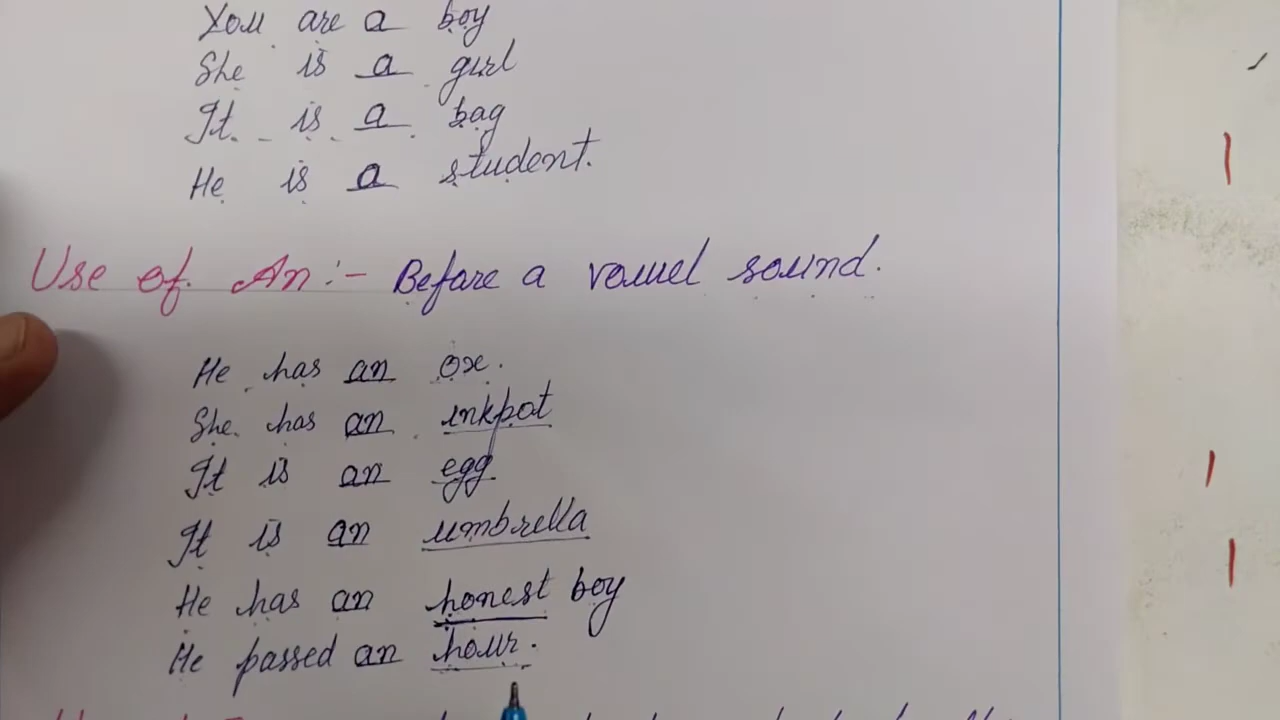 You are a boy
She is a girl
It is a bag
He is a student.
Use of An :- Before a vowel sound.
He has an ox.
She has an inkpot
It is an egg
It is an umbrella
He has an honest boy
He passed an hour.